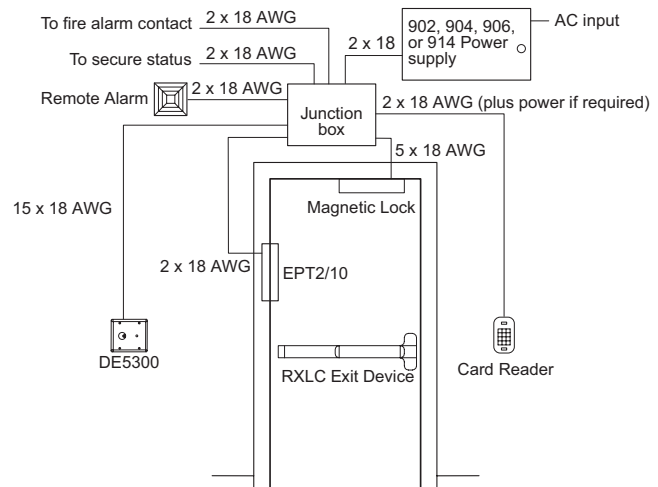 To fire alarm contact
2 x 18 AWG
To secure status
2 x 18 AWG
Remote Alarm
2 x 18 AWG
2 x 18
902, 904, 906,
or 914 Power
supply
AC input
Junction
box
2 x 18 AWG (plus power if required)
5 x 18 AWG
Magnetic Lock
15 x 18 AWG
2 x 18 AWG
EPT2/10
DE5300
RXLC Exit Device
Card Reader